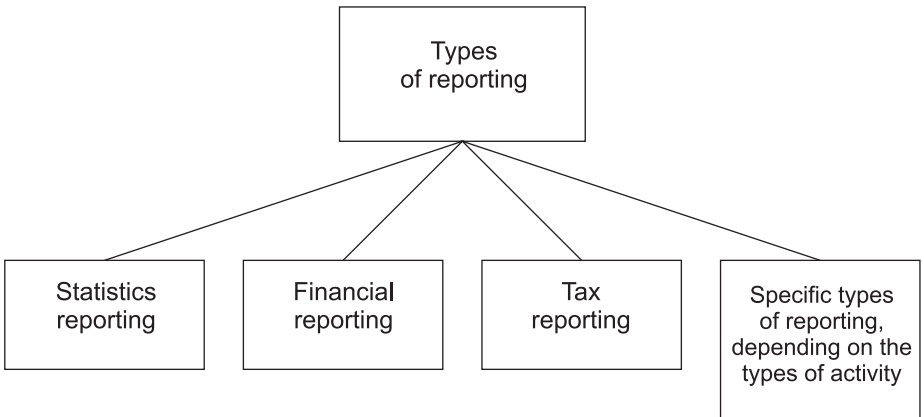 Types
of reporting
Statistics
reporting
Financial
reporting
Tax
reporting
Specific types
of reporting,
depending on the
types of activity